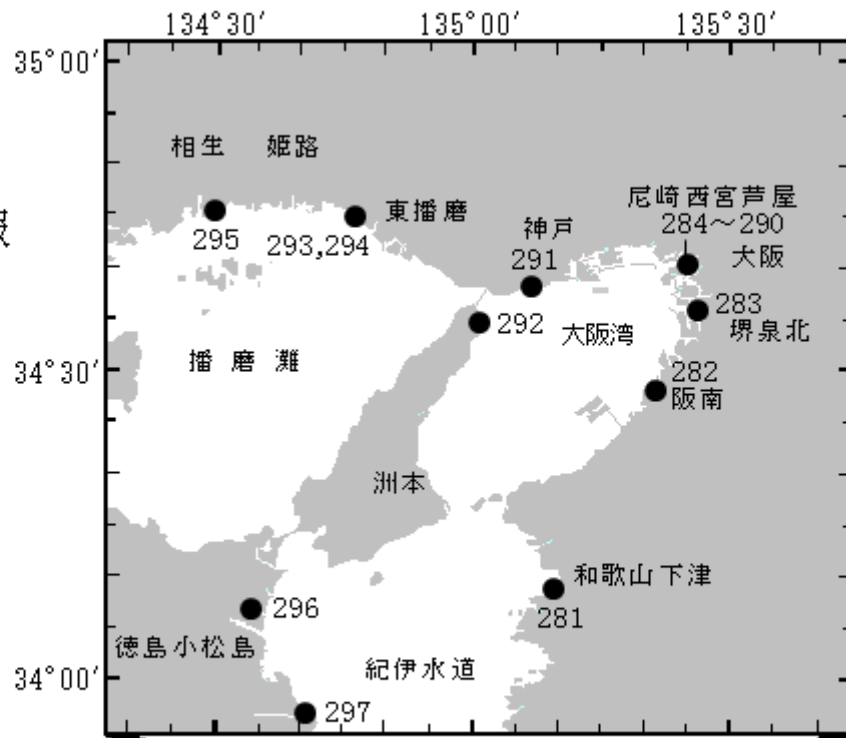 134°30′ 135°00′ 135°30′
35°00′
相生 姫路
尼崎西宮芦屋
284～290
東播磨
神戸
大阪
295
293,294
291
283
堺泉北
292
大阪湾
播磨灘
34°30′
282
阪南
洲本
和歌山下津
296
281
徳島小松島
紀伊水道
34°00′
297